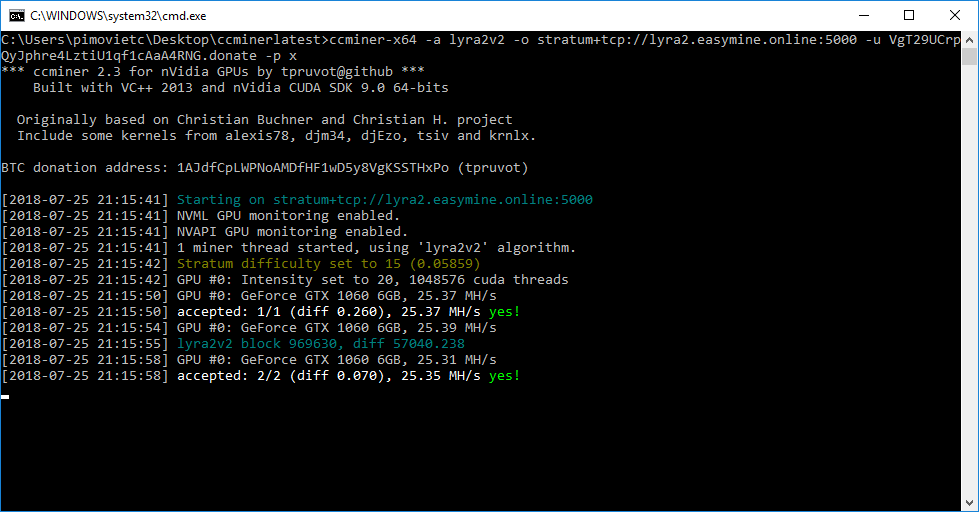 C:\WINDOWS\system32\cmd.exe
C:\Users\pimovietc\Desktop\ccminerlatest>ccminer-x64 -a lyra2v2 -o stratum+tcp://lyra2.easymine.online:5000 -u VgT29UCrp
QyJphre4LztiU1qf1cAaA4RNG.donate -p x
*** ccminer 2.3 for nVidia GPUs by tpruvot@github ***
Built with VC++ 2013 and nVidia CUDA SDK 9.0 64-bits
Originally based on Christian Buchner and Christian H. project
Include some kernels from alexis78, djm34, djEzo, tsiv and krnlx.
BTC donation address: 1AJdfCpLWPNoAMDfHF1wD5y8VgKSSTHxPo (tpruvot)
[2018-07-25 21:15:41] Starting on stratum+tcp://lyra2.easymine.online:5000
[2018-07-25 21:15:41] NVML GPU monitoring enabled.
[2018-07-25 21:15:41] NVAPI GPU monitoring enabled.
[2018-07-25 21:15:41] 1 miner thread started, using 'lyra2v2' algorithm.
[2018-07-25 21:15:42] Stratum difficulty set to 15 (0.05859)
[2018-07-25 21:15:42] GPU #0: Intensity set to 20, 1048576 cuda threads
[2018-07-25 21:15:50] GPU #0: GeForce GTX 1060 6GB, 25.37 MH/s
[2018-07-25 21:15:50] accepted: 1/1 (diff 0.260), 25.37 MH/s yes!
[2018-07-25 21:15:54] GPU #0: GeForce GTX 1060 6GB, 25.39 MH/s
[2018-07-25 21:15:55] lyra2v2 block 969630, diff 57040.238
[2018-07-25 21:15:58] GPU #0: GeForce GTX 1060 6GB, 25.31 MH/s
[2018-07-25 21:15:58] accepted: 2/2 (diff 0.070), 25.35 MH/s yes!